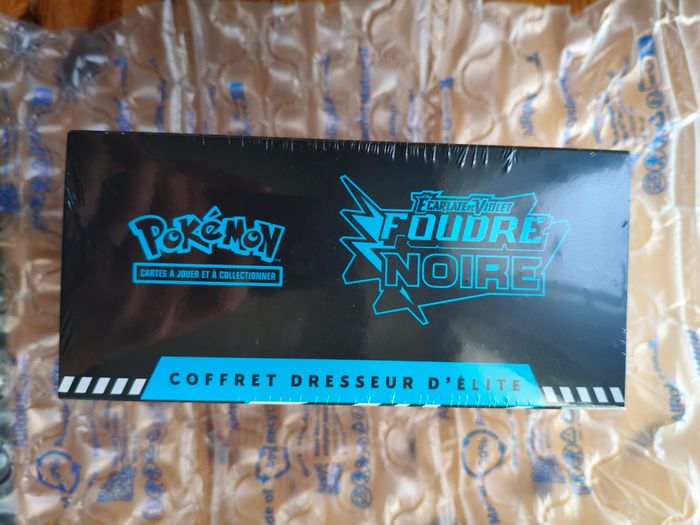 Pokémon
CARTES À JOUER ET À COLLECTIONNER
ÉCARLATE ET VIOLET
FOUDRE
NOIRE
COFFRET DRESSEUR D'ÉLITE